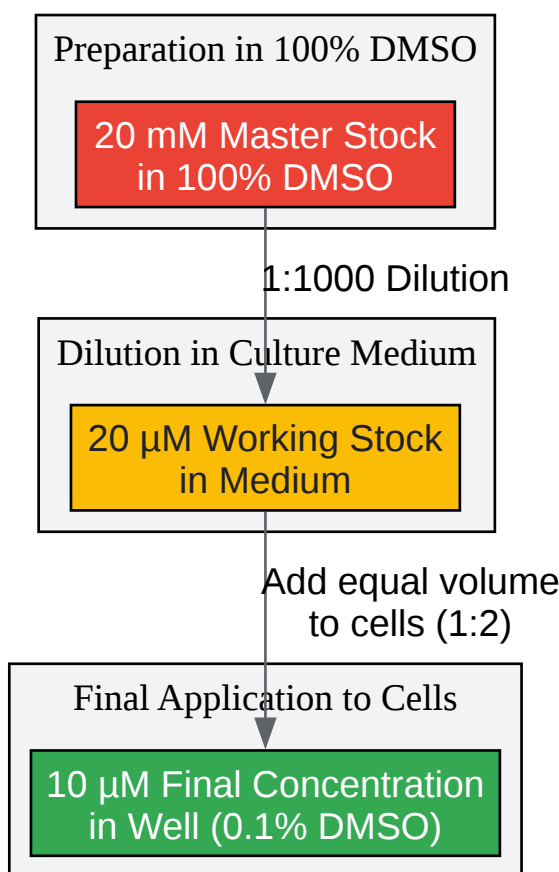 Preparation in 100% DMSO
20 mM Master Stock
in 100% DMSO
1:1000 Dilution
Dilution in Culture Medium
20 µM Working Stock
in Medium
Add equal volume
to cells (1:2)
Final Application to Cells
10 µM Final Concentration
in Well (0.1% DMSO)